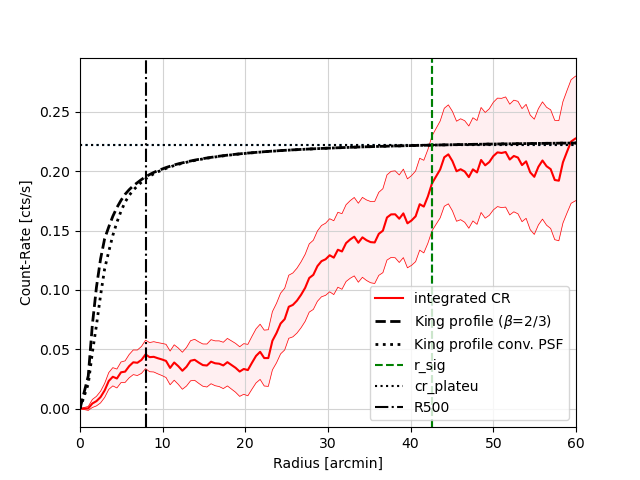 Count-Rate [cts/s]
0.25
0.20
0.15
0.10
0.05
0.00
integrated CR
King profile (β=2/3)
King profile conv. PSF
r_sig
cr_plateu
R500
0 10 20 30 40 50 60
Radius [arcmin]